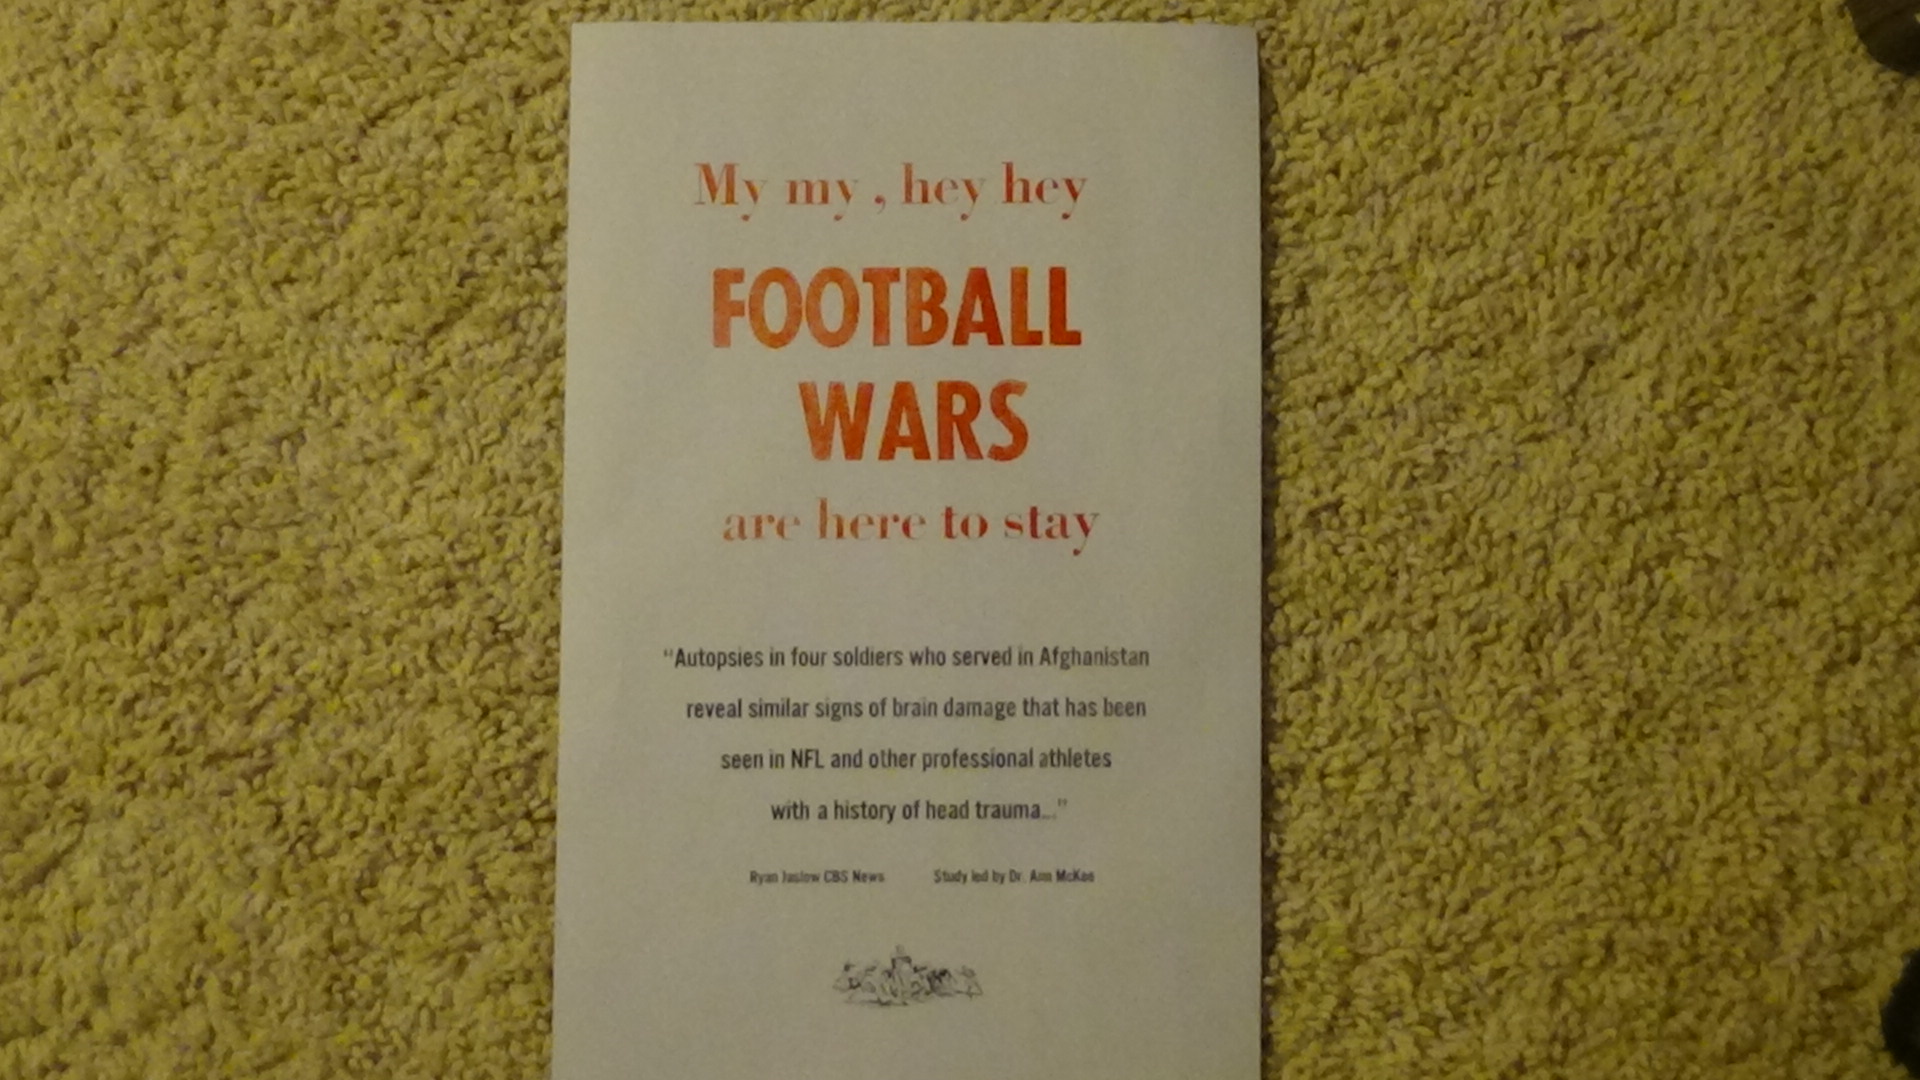 My my , hey hey
FOOTBALL
WARS
are here to stay
"Autopsies in four soldiers who served in Afghanistan
reveal similar signs of brain damage that has been
seen in NFL and other professional athletes
with a history of head trauma..."
Ryan Jaslow CBS News Study led by Dr. Ann McKee